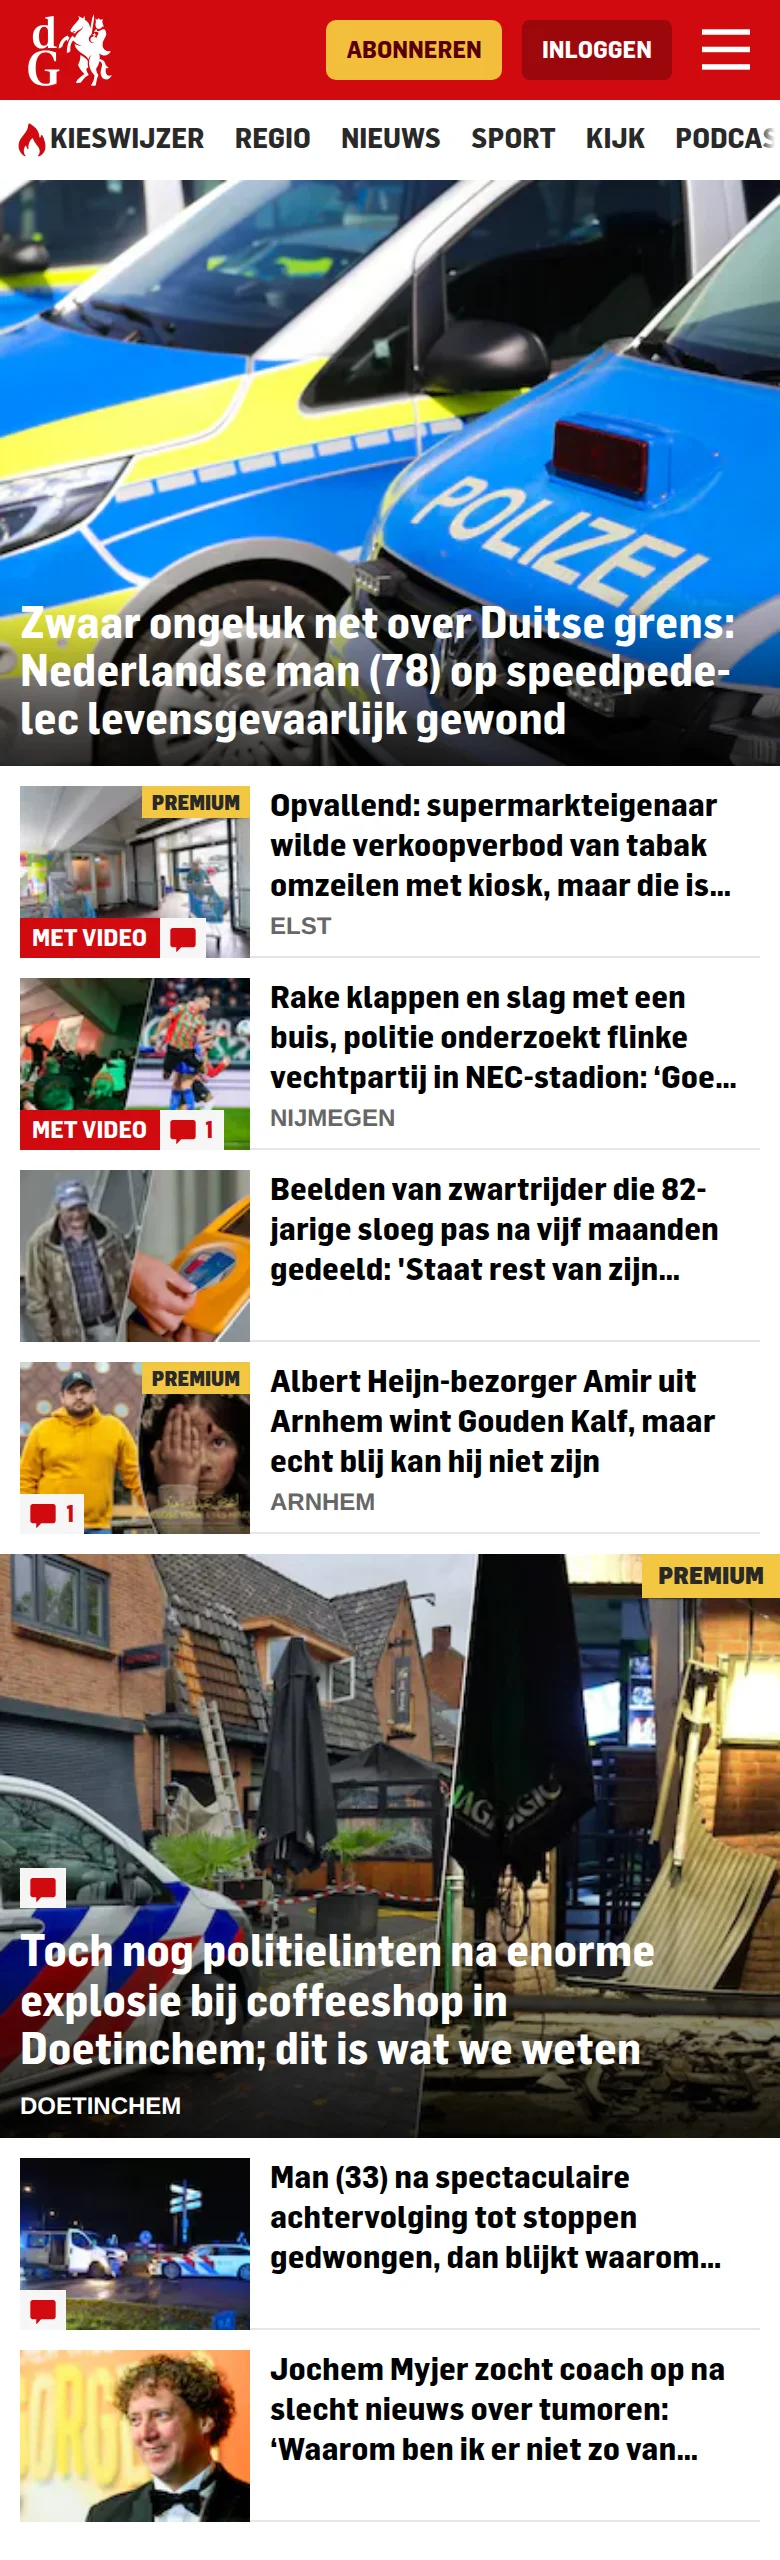 dG
ABONNEREN
INLOGGEN
KIESWIJZER REGIO NIEUWS SPORT KIJK PODCAS
POLIZEI
Zwaar ongeluk net over Duitse grens:
Nederlandse man (78) op speedpede-
lec levensgevaarlijk gewond
PREMIUM
MET VIDEO
Opvallend: supermarkteigenaar
wilde verkoopverbod van tabak
omzeilen met kiosk, maar die is...
ELST
MET VIDEO
1
Rake klappen en slag met een
buis, politie onderzoekt flinke
vechtpartij in NEC-stadion: ‘Goe...
NIJMEGEN
Beelden van zwartrijder die 82-
jarige sloeg pas na vijf maanden
gedeeld: 'Staat rest van zijn...
PREMIUM
1
Albert Heijn-bezorger Amir uit
Arnhem wint Gouden Kalf, maar
echt blij kan hij niet zijn
ARNHEM
PREMIUM
Toch nog politielinten na enorme
explosie bij coffeeshop in
Doetinchem; dit is wat we weten
DOETINCHEM
Man (33) na spectaculaire
achtervolging tot stoppen
gedwongen, dan blijkt waarom...
Jochem Myjer zocht coach op na
slecht nieuws over tumoren:
‘Waarom ben ik er niet zo van...